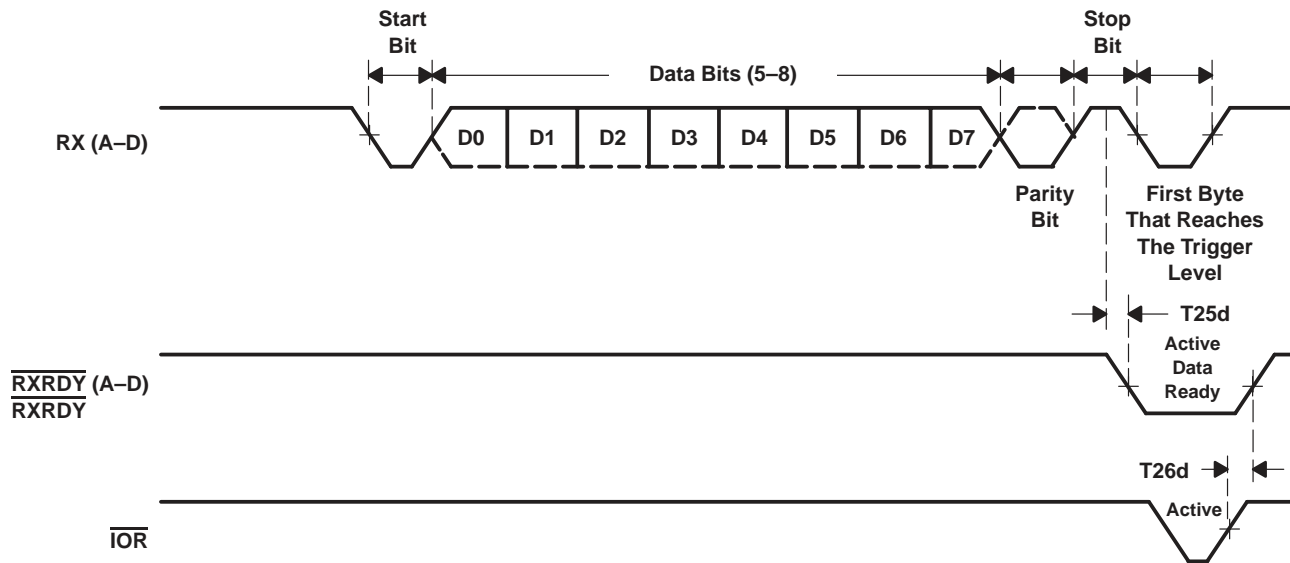 Start
Bit
Data Bits (5–8)
Stop
Bit
RX (A–D)
D0
D1
D2
D3
D4
D5
D6
D7
Parity
Bit
First Byte
That Reaches
The Trigger
Level
T25d
RXRDY (A–D)
RXRDY
Active
Data
Ready
T26d
IOR
Active